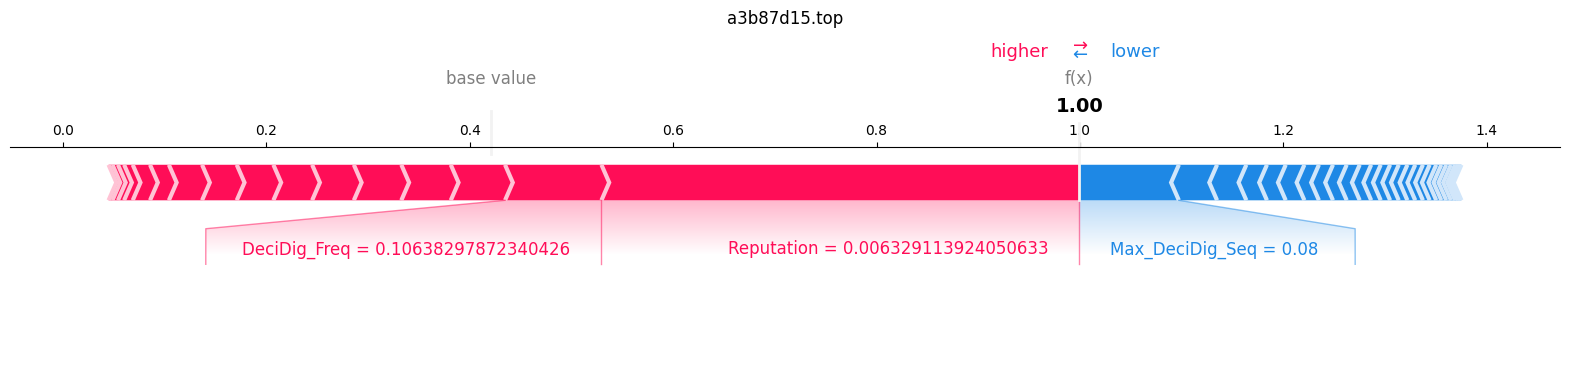 a3b87d15.top
higher ⇄ lower
base value f(x)
1.00
0.0 0.2 0.4 0.6 0.8 1.0 1.2 1.4
DeciDig_Freq = 0.10638297872340426 Reputation = 0.006329113924050633 Max_DeciDig_Seq = 0.08